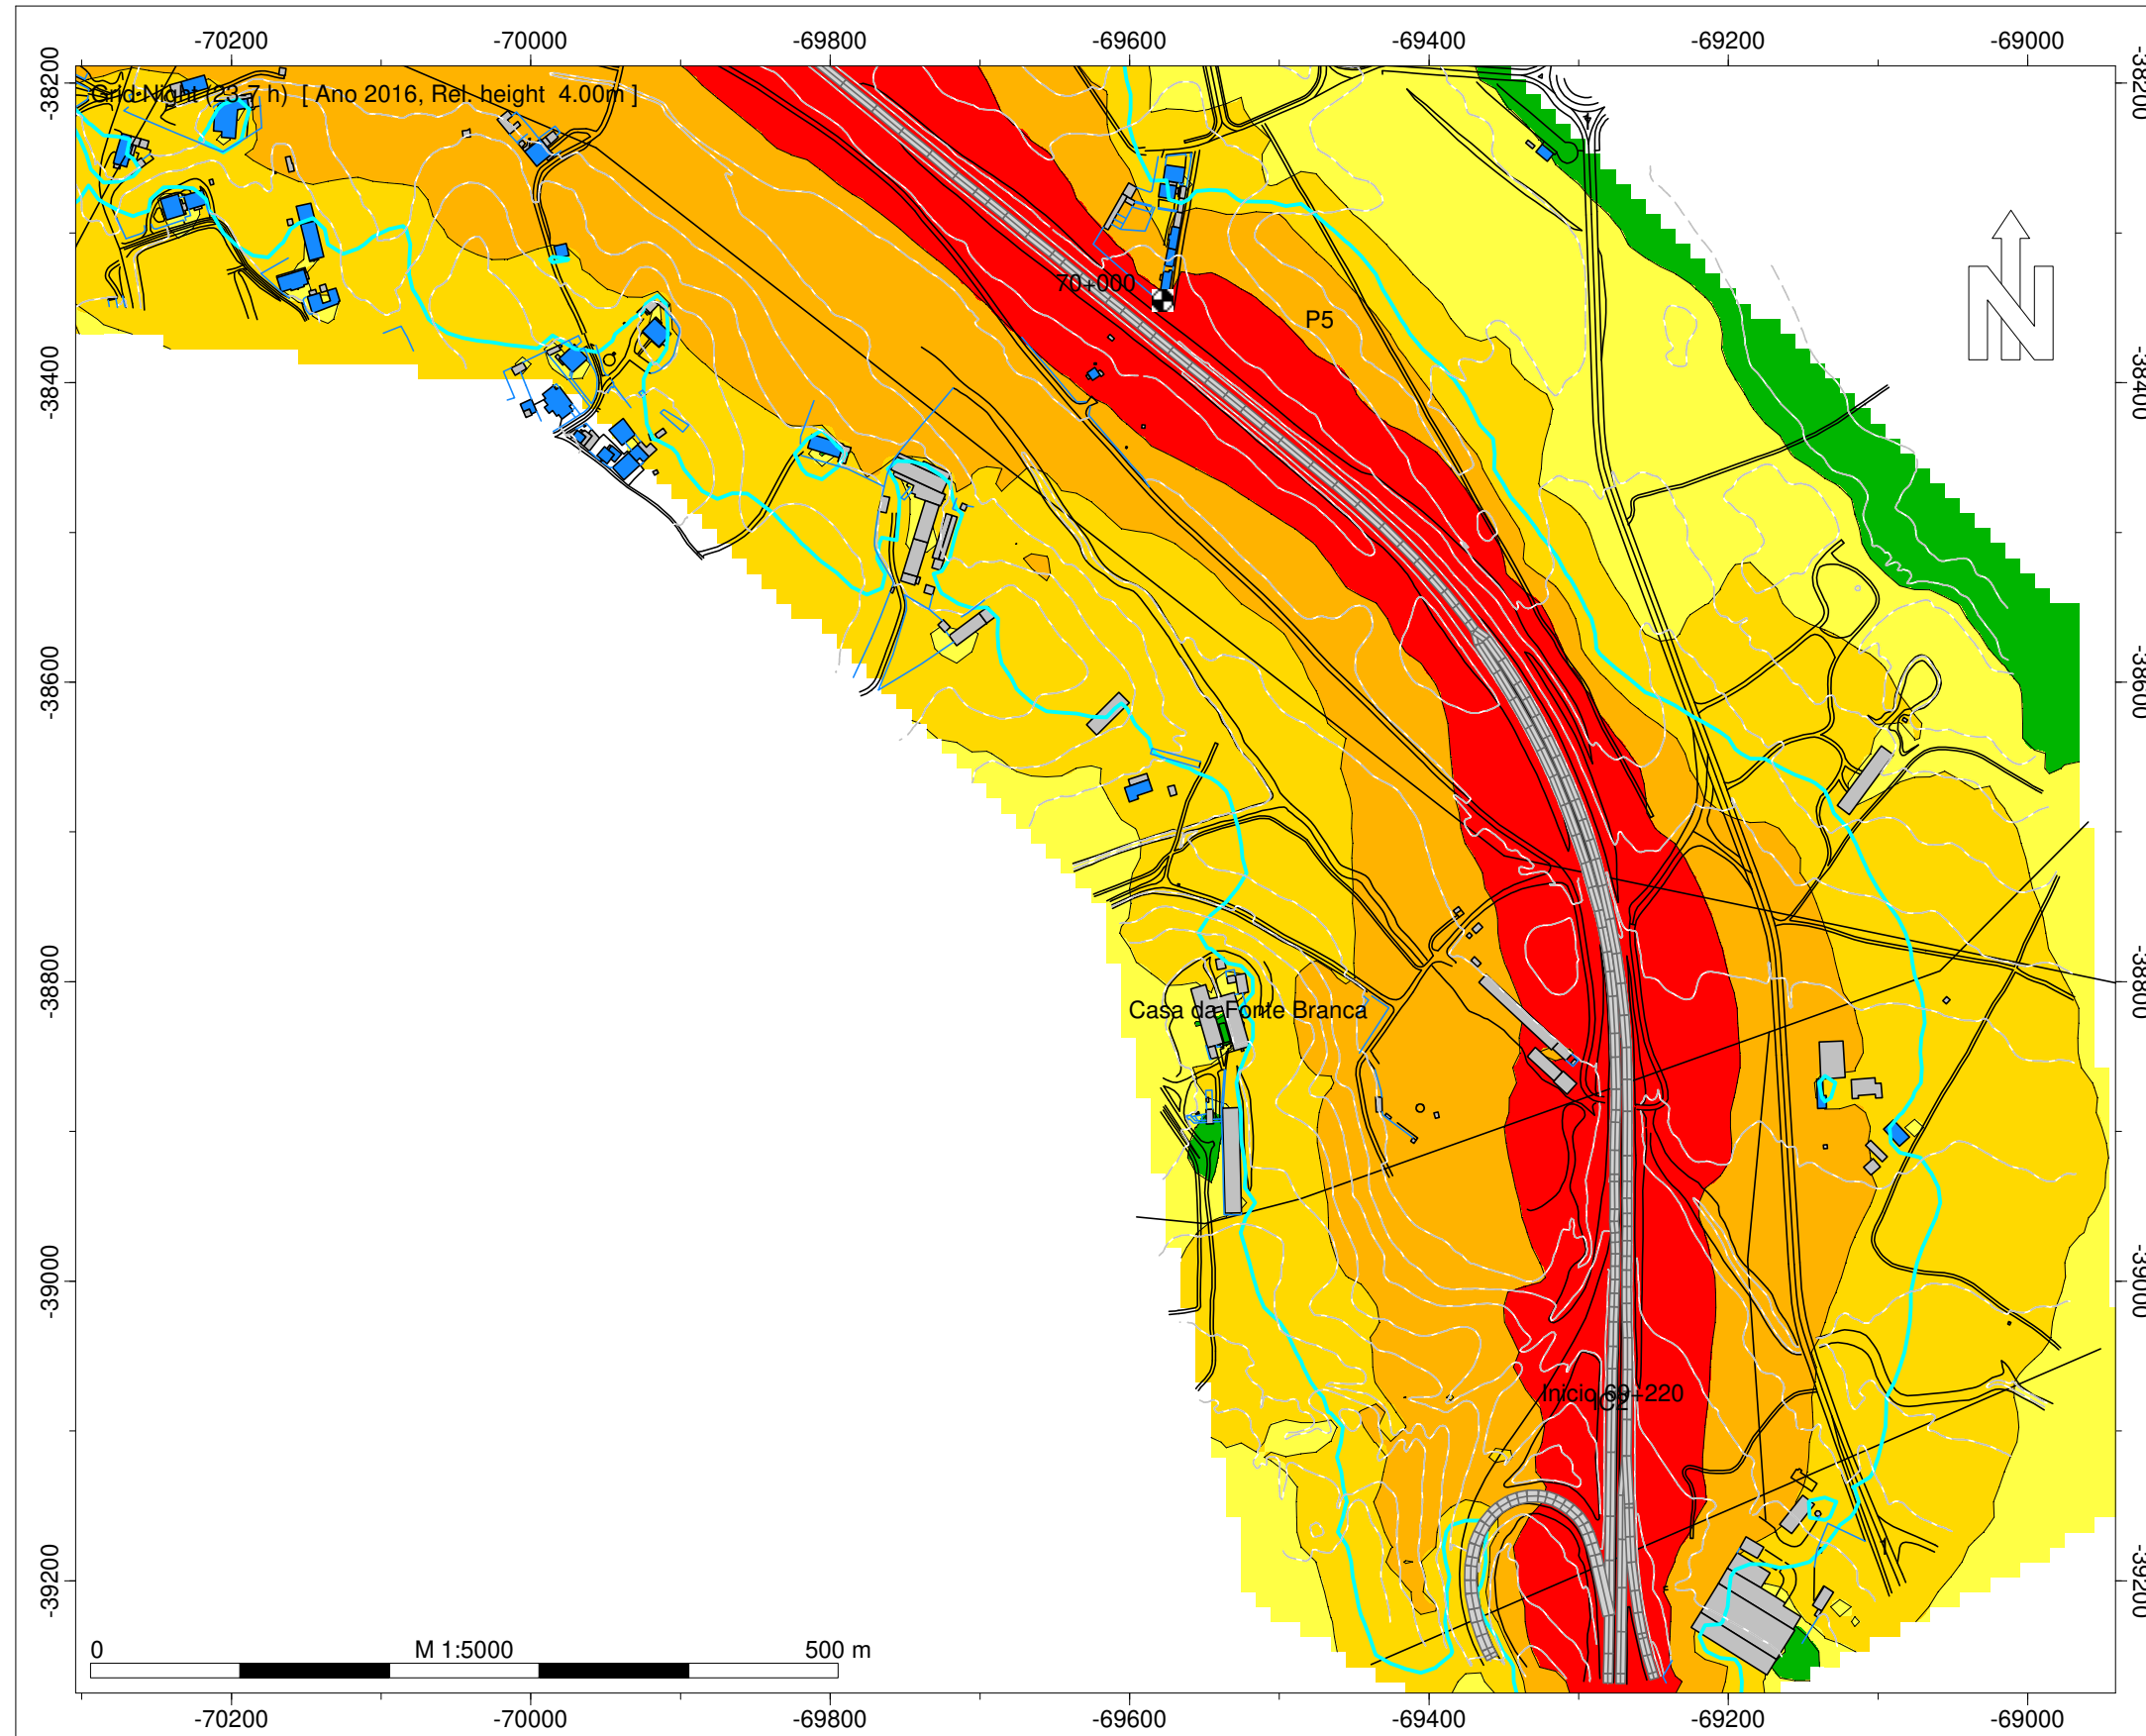 -70200 -70000 -69800 -69600 -69400 -69200 -69000
-38200 -38200
Grid Night (23-7 h) [ Ano 2016, Rel. height 4.00m ]
70+000
P5
N
-38400 -38400
-38600 -38600
-38800 -38800
Casa da Fonte Branca
-39000 -39000
Inicio 69+220
IC2
-39200 -39200
0 M 1:5000 500 m
-70200 -70000 -69800 -69600 -69400 -69200 -69000